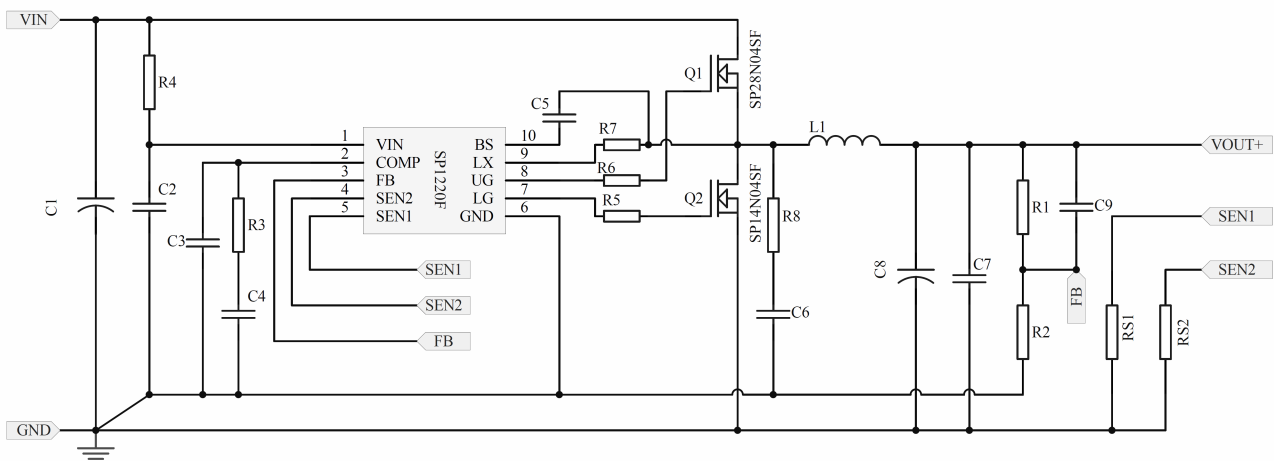 VIN
R4
C1
C2
C3
R3
C4
1
2
3
4
5
VIN
COMP
FB
SEN2
SEN1
SP1220F
BS
LX
UG
LG
GND
10
9
8
7
6
C5
R7
R6
R5
Q1
SP28N04SF
Q2
SP14N04SF
L1
R8
C6
C8
C7
R1
R2
C9
FB
VOUT+
SEN1
SEN2
RS1
RS2
SEN1
SEN2
FB
GND